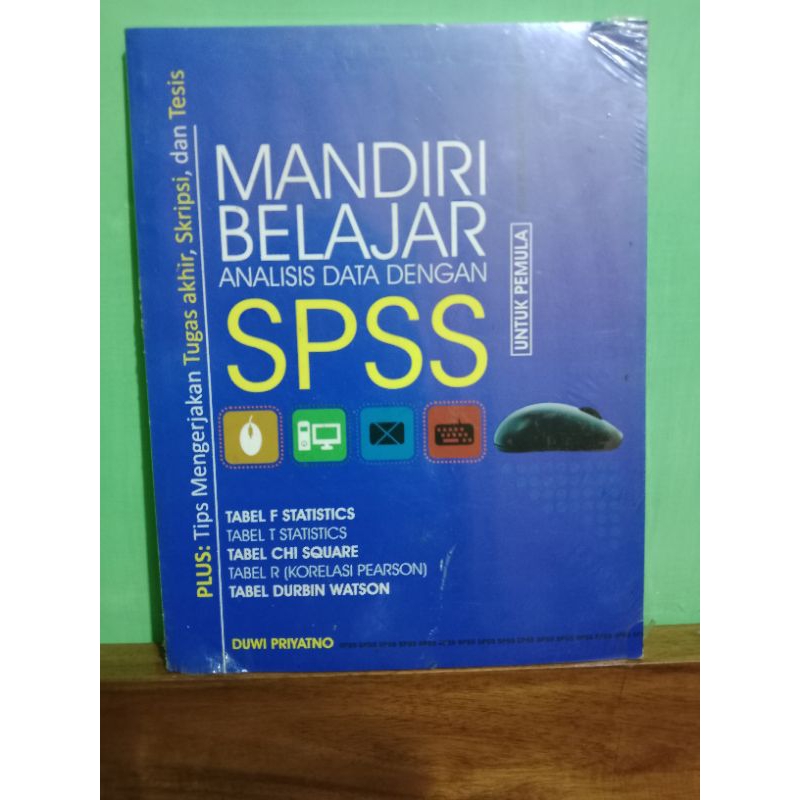 PLUS: Tips Mengerjakan Tugas akhir, Skripsi, dan Tesis
MANDIRI
BELAJAR
ANALISIS DATA DENGAN
SPSS
UNTUK PEMULA
TABEL F STATISTICS
TABEL T STATISTICS
TABEL CHI SQUARE
TABEL R (KORELASI PEARSON)
TABEL DURBIN WATSON
DUWI PRIYATNO